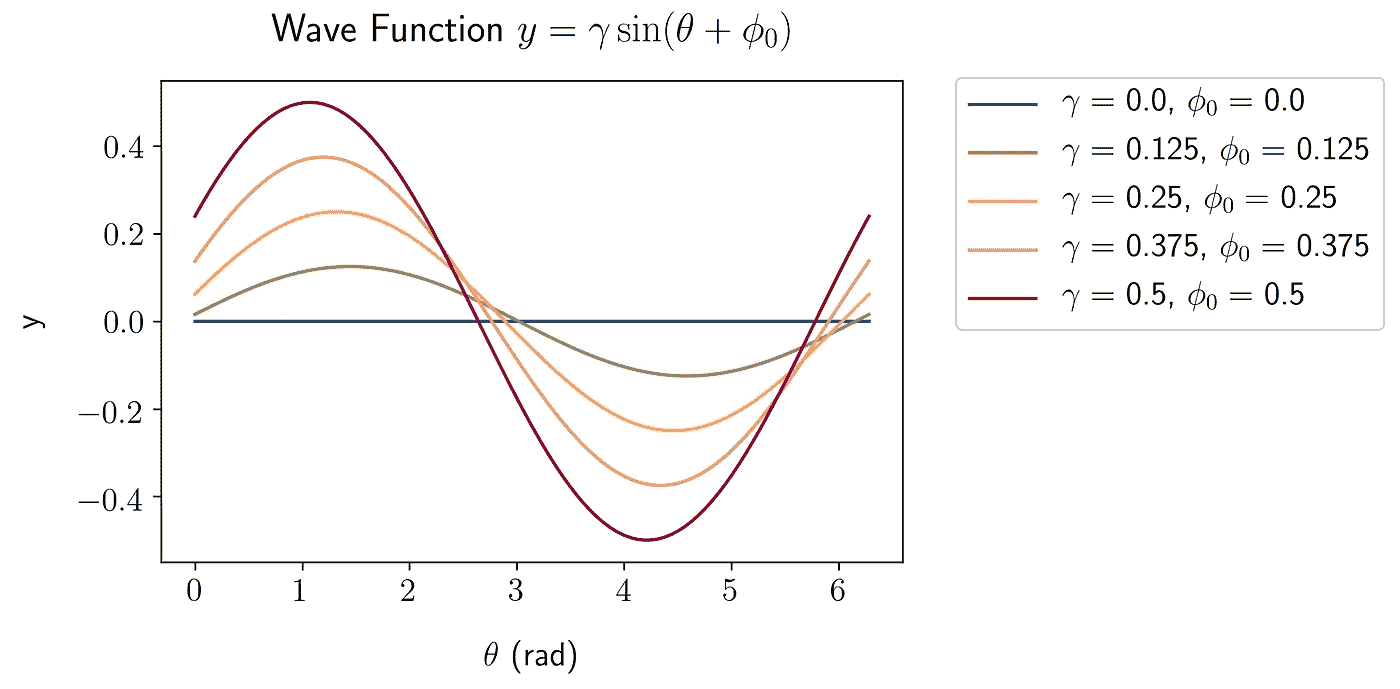 Wave Function y = γ sin(θ + ϕ₀)
y
0.4
0.2
0.0
−0.2
−0.4
0 1 2 3 4 5 6
θ (rad)
γ = 0.0, ϕ₀ = 0.0
γ = 0.125, ϕ₀ = 0.125
γ = 0.25, ϕ₀ = 0.25
γ = 0.375, ϕ₀ = 0.375
γ = 0.5, ϕ₀ = 0.5